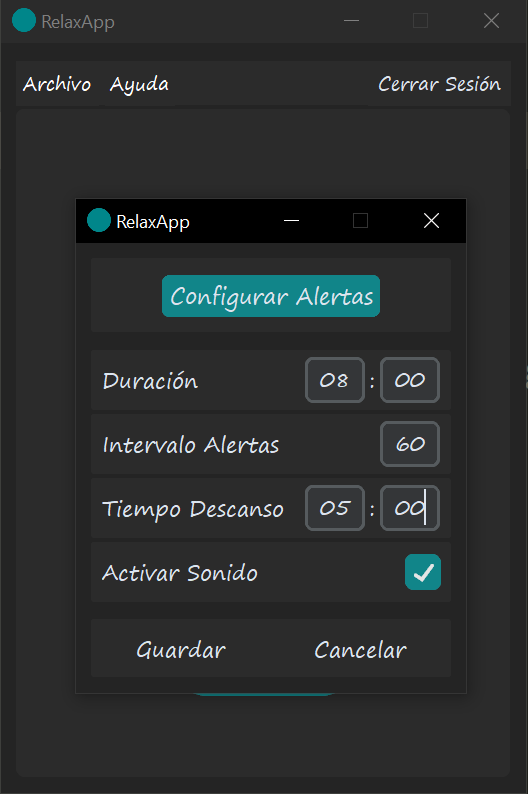 RelaxApp
Archivo Ayuda Cerrar Sesión
RelaxApp
Configurar Alertas
Duración 08 : 00
Intervalo Alertas 60
Tiempo Descanso 05 : 00
Activar Sonido
Guardar Cancelar